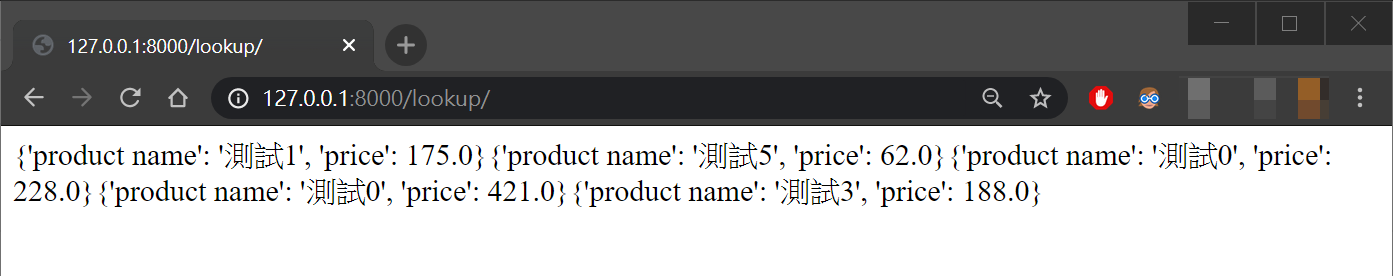 127.0.0.1:8000/lookup/
127.0.0.1:8000/lookup/
{'product name': '測試1', 'price': 175.0}{'product name': '測試5', 'price': 62.0}{'product name': '測試0', 'price':
228.0}{'product name': '測試0', 'price': 421.0}{'product name': '測試3', 'price': 188.0}